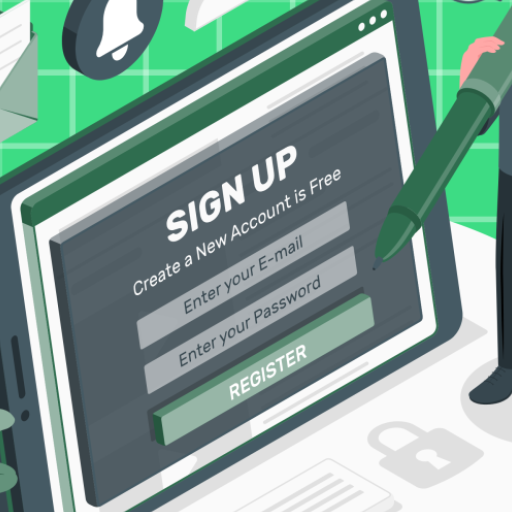 SIGN UP
Create a New Account is Free
Enter your E-mail
Enter your Password
REGISTER